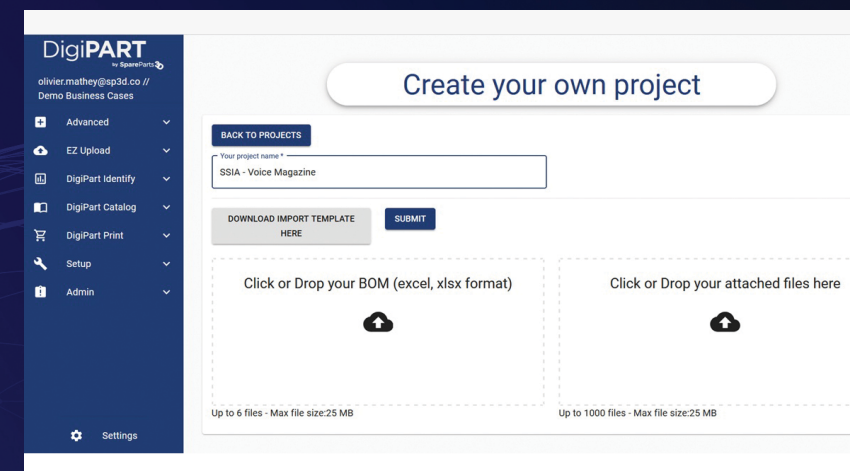 DigiPART
by SpareParts3D
olivier.mathey@sp3d.co //
Demo Business Cases
Advanced
EZ Upload
DigiPart Identify
DigiPart Catalog
DigiPart Print
Setup
Admin
Settings
Create your own project
BACK TO PROJECTS
Your project name *
SSIA - Voice Magazine
DOWNLOAD IMPORT TEMPLATE
HERE
SUBMIT
Click or Drop your BOM (excel, xlsx format)
Up to 6 files - Max file size:25 MB
Click or Drop your attached files here
Up to 1000 files - Max file size:25 MB